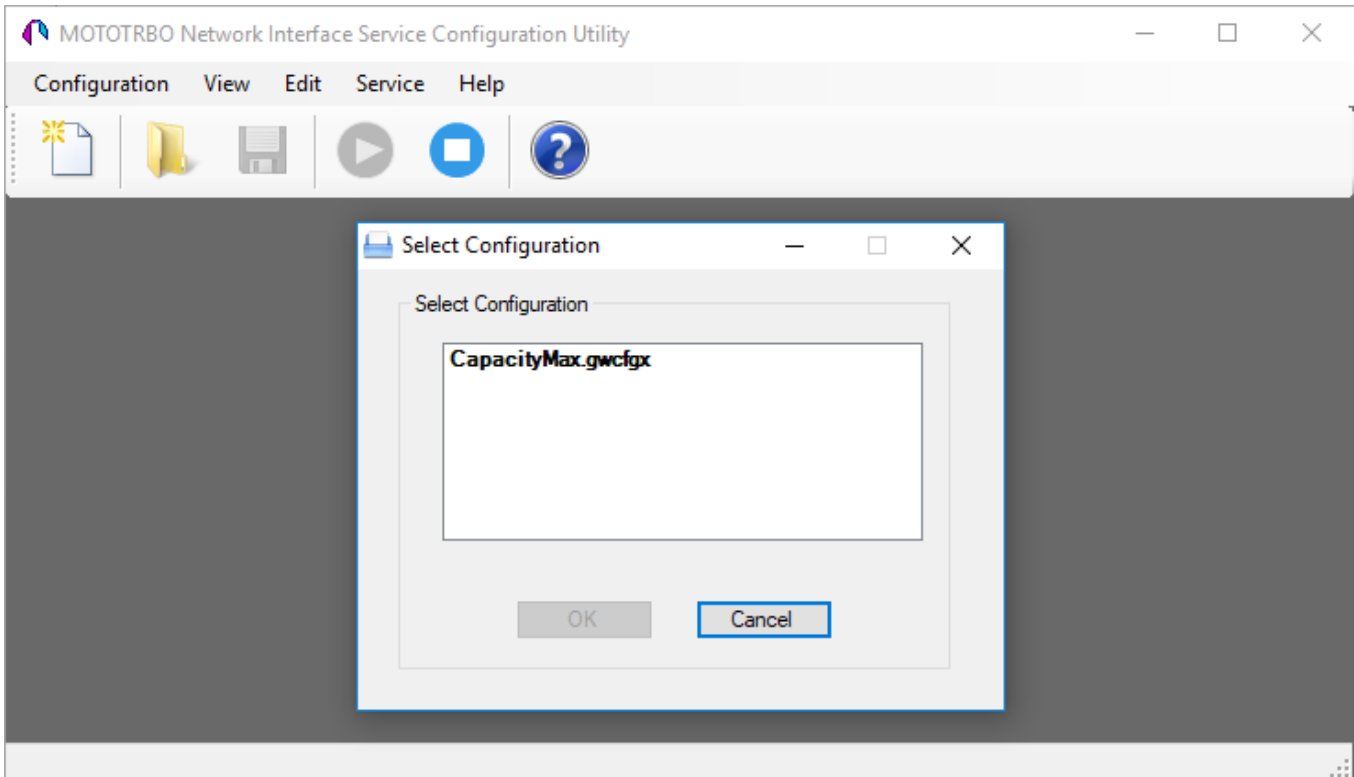 MOTOTRBO Network Interface Service Configuration Utility
Configuration View Edit Service Help
?
Select Configuration
Select Configuration
CapacityMax.gwcfgx
OK Cancel